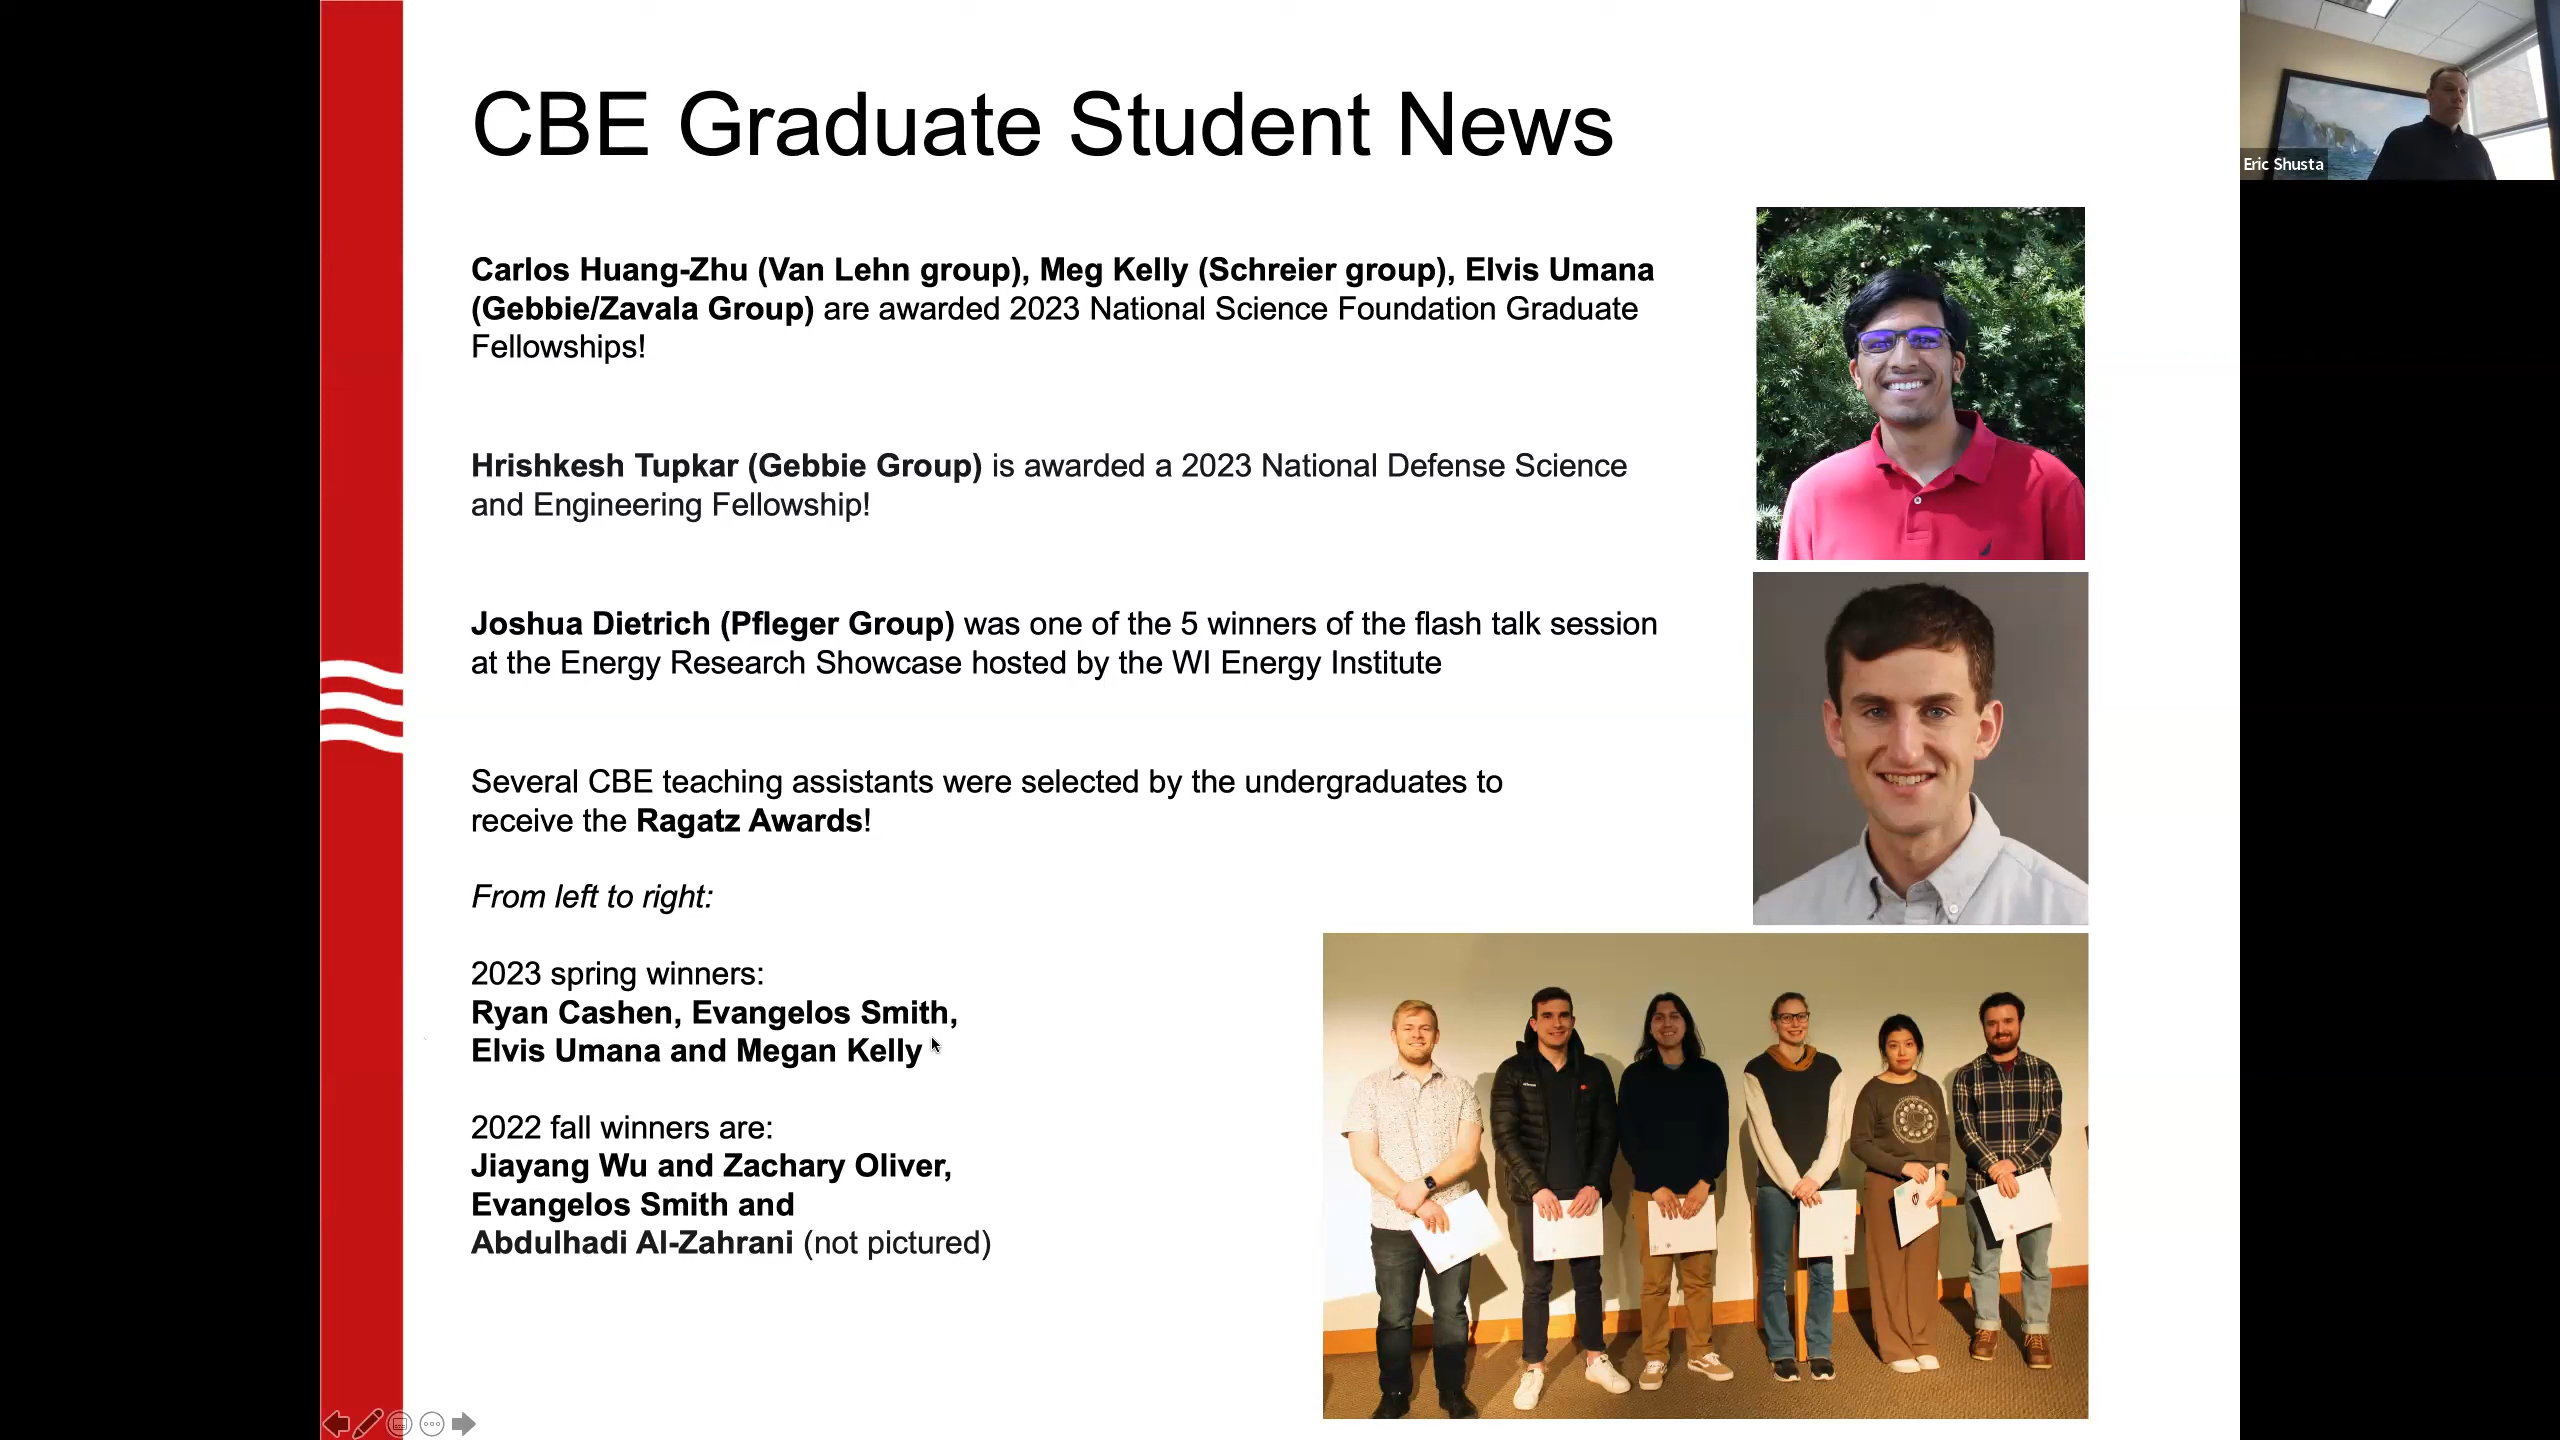 CBE Graduate Student News
Eric Shusta
Carlos Huang-Zhu (Van Lehn group), Meg Kelly (Schreier group), Elvis Umana
(Gebbie/Zavala Group) are awarded 2023 National Science Foundation Graduate
Fellowships!
Hrishkesh Tupkar (Gebbie Group) is awarded a 2023 National Defense Science
and Engineering Fellowship!
Joshua Dietrich (Pfleger Group) was one of the 5 winners of the flash talk session
at the Energy Research Showcase hosted by the WI Energy Institute
Several CBE teaching assistants were selected by the undergraduates to
receive the Ragatz Awards!
From left to right:
2023 spring winners:
Ryan Cashen, Evangelos Smith,
Elvis Umana and Megan Kelly
2022 fall winners are:
Jiayang Wu and Zachary Oliver,
Evangelos Smith and
Abdulhadi Al-Zahrani (not pictured)